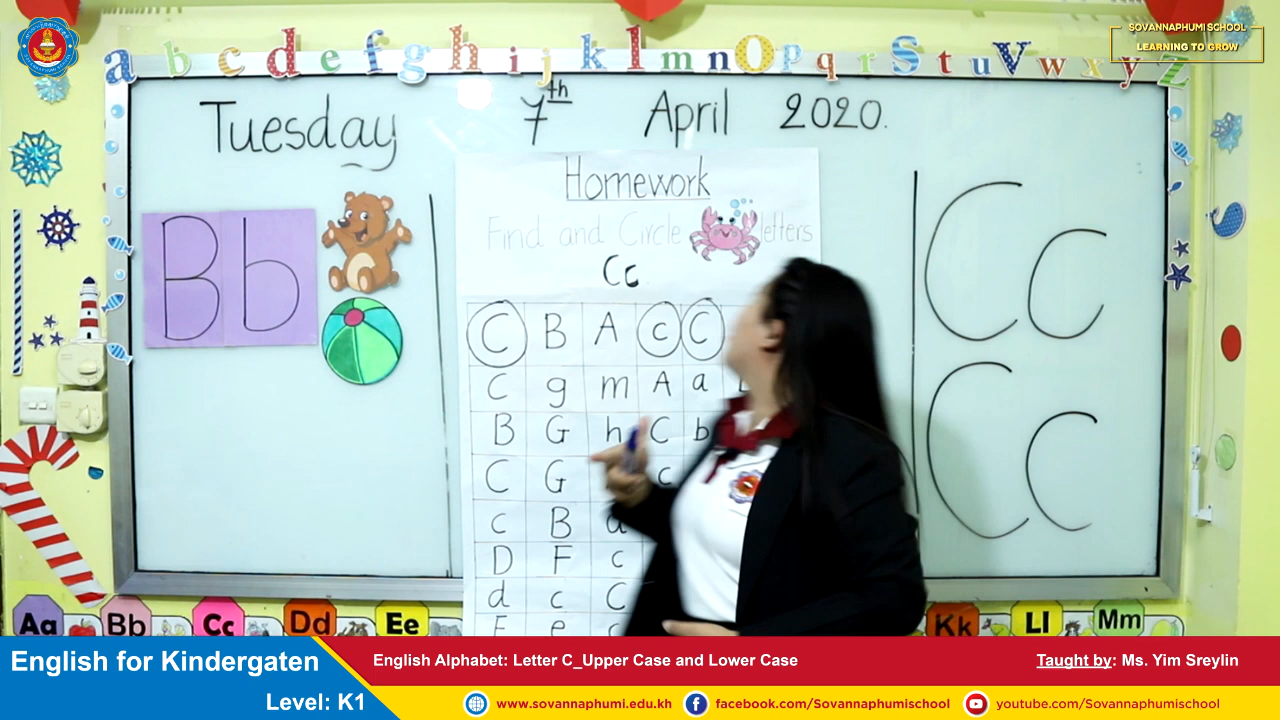 SOVANNAPHUMI SCHOOL
LEARNING TO GROW
a b c d e f g h i j k l m n o p q r s t u v w x y z
Tuesday 7th April 2020.
Homework
Find and Circle letters
Cc
Bb
Cc
Cc
C B A c C
C g m A a
B G h C b
C G c
c B a
D F c
d c C
F e
Aa Bb Cc Dd Ee Kk Ll Mm
English for Kindergaten
Level: K1
English Alphabet: Letter C_Upper Case and Lower Case
Taught by: Ms. Yim Sreylin
www.sovannaphumi.edu.kh
facebook.com/Sovannaphumischool
youtube.com/Sovannaphumischool